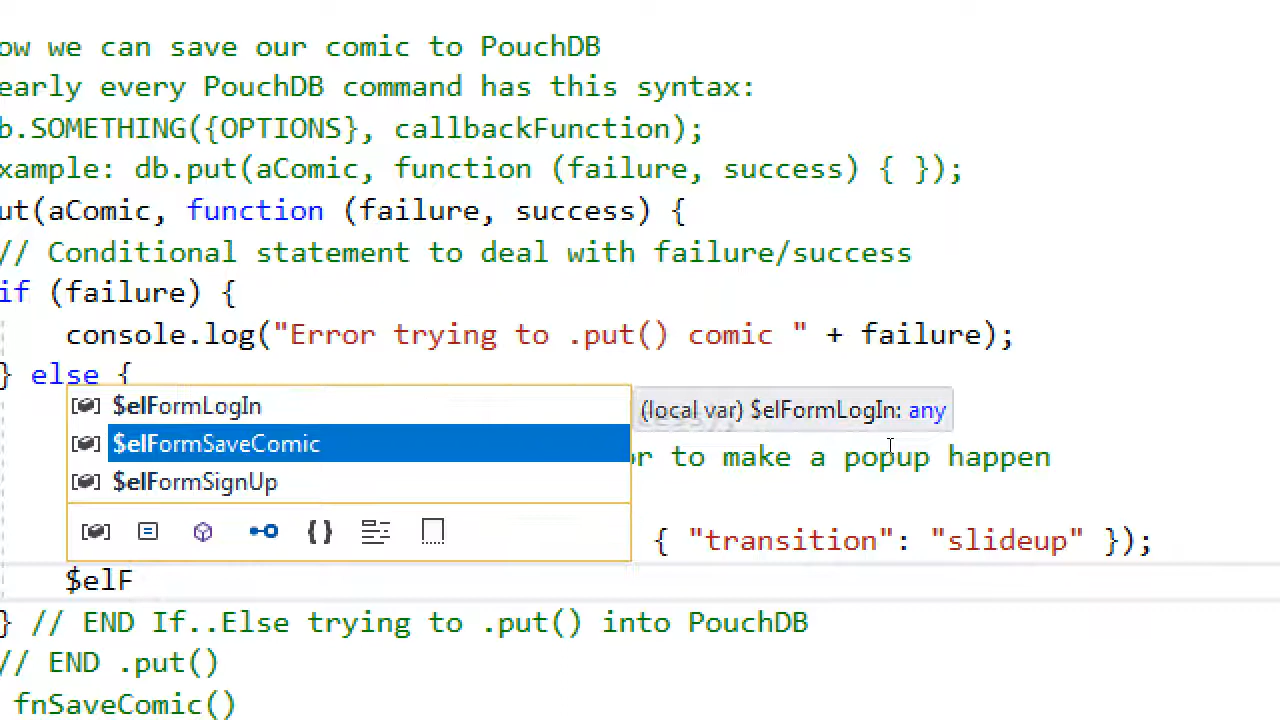 ow we can save our comic to PouchDB
early every PouchDB command has this syntax:
b.SOMETHING({OPTIONS}, callbackFunction);
xample: db.put(aComic, function (failure, success) { });
ut(aComic, function (failure, success) {
// Conditional statement to deal with failure/success
if (failure) {
console.log("Error trying to .put() comic " + failure);
} else {
$elFormLogIn
(local var) $elFormLogIn: any
$elFormSaveComic
r to make a popup happen
$elFormSignUp
{ "transition": "slideup" });
$elF
} // END If..Else trying to .put() into PouchDB
// END .put()
fnSaveComic()